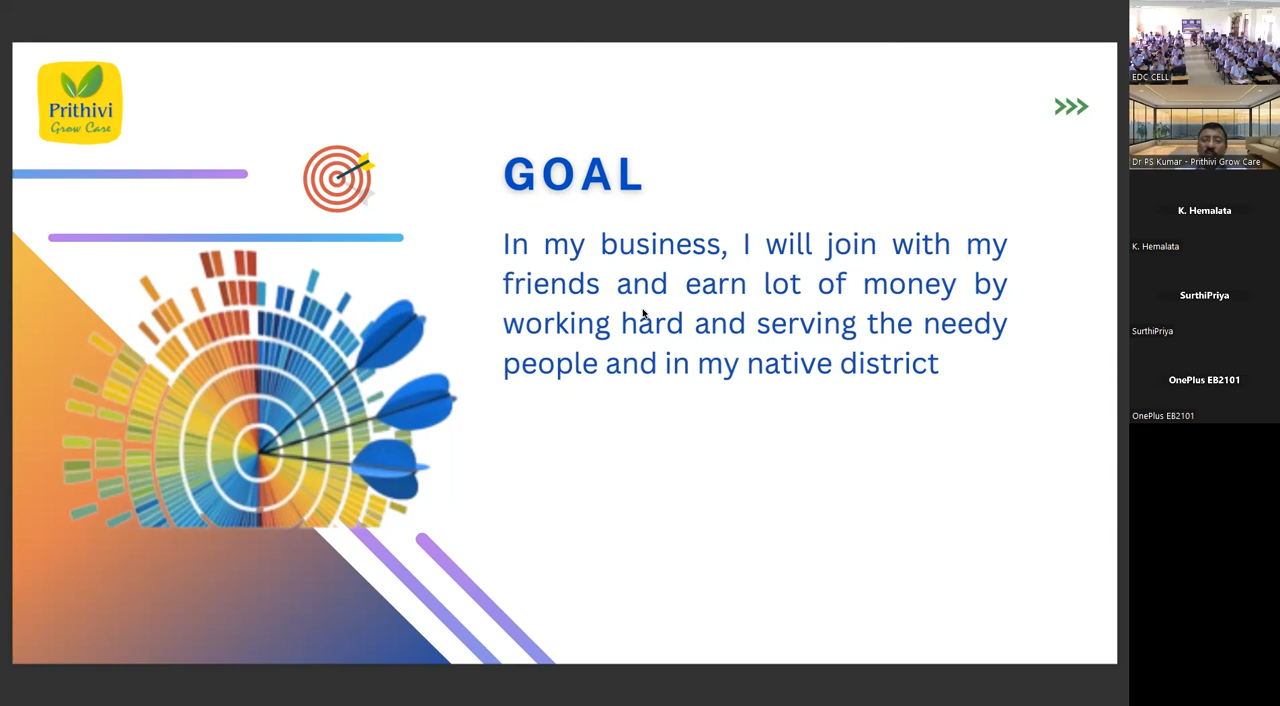 Prithivi
Grow Care
GOAL
In my business, I will join with my
friends and earn lot of money by
working hard and serving the needy
people and in my native district
EDC CELL
Dr PS Kumar - Prithivi Grow Care
K. Hemalata
K. Hemalata
SurthiPriya
SurthiPriya
OnePlus EB2101
OnePlus EB2101